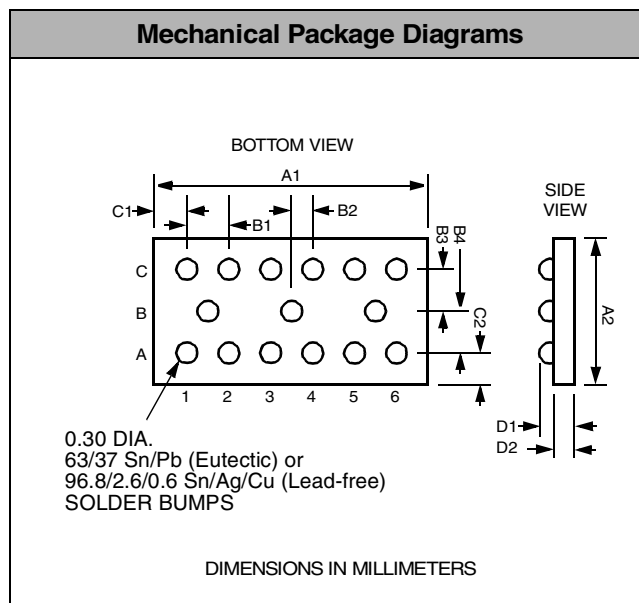 Mechanical Package Diagrams
BOTTOM VIEW
A1
SIDE
VIEW
C1
B1
B2
B3
B4
C
B
A
C2
A2
1 2 3 4 5 6
D1
D2
0.30 DIA.
63/37 Sn/Pb (Eutectic) or
96.8/2.6/0.6 Sn/Ag/Cu (Lead-free)
SOLDER BUMPS
DIMENSIONS IN MILLIMETERS